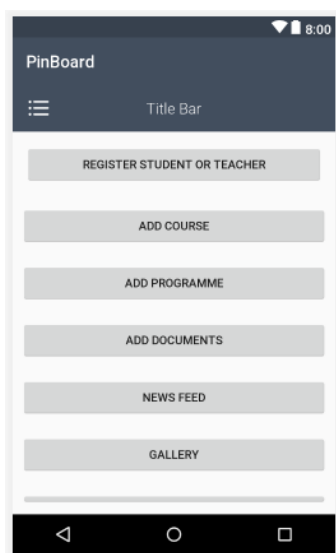 8:00
PinBoard
Title Bar
REGISTER STUDENT OR TEACHER
ADD COURSE
ADD PROGRAMME
ADD DOCUMENTS
NEWS FEED
GALLERY